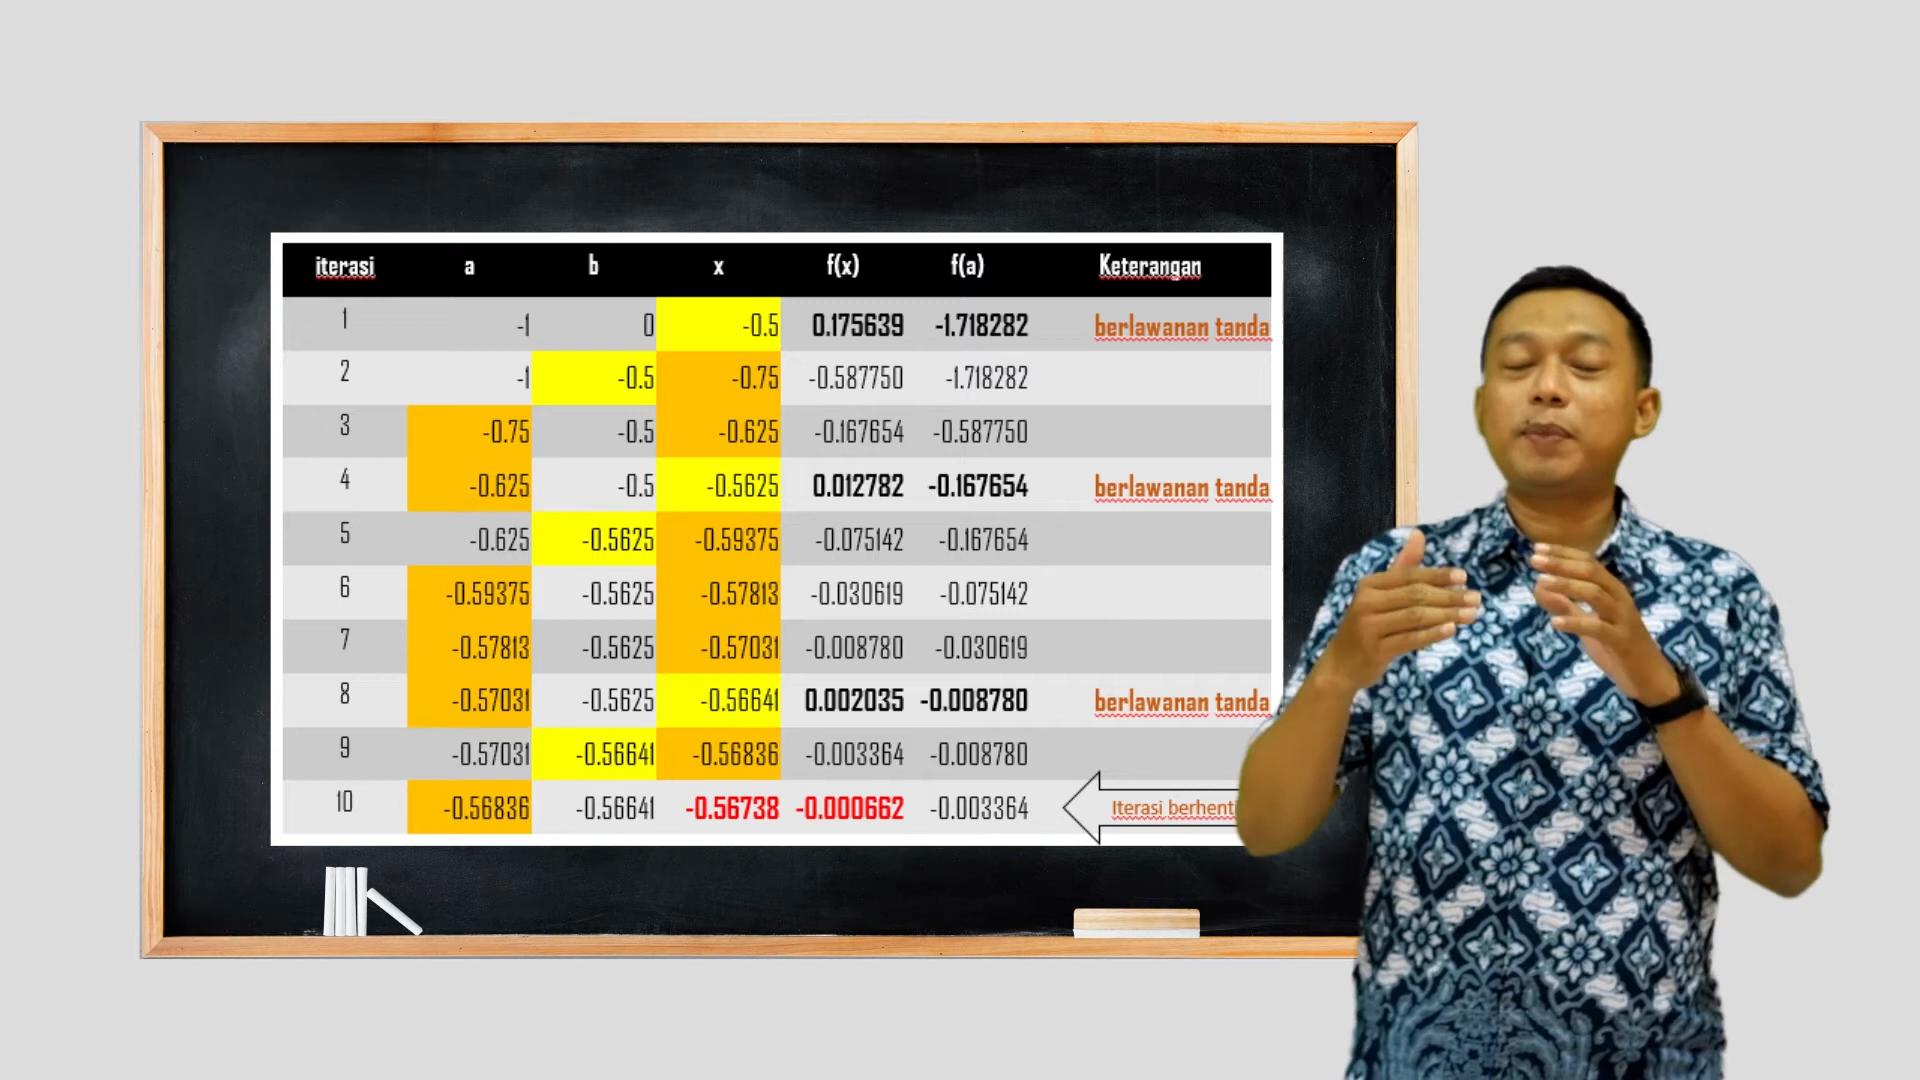 iterasi a b x f(x) f(a) Keterangan
1 -1 0 -0.5 0.175639 -1.718282 berlawanan tanda
2 -1 -0.5 -0.75 -0.587750 -1.718282
3 -0.75 -0.5 -0.625 -0.167654 -0.587750
4 -0.625 -0.5 -0.5625 0.012782 -0.167654 berlawanan tanda
5 -0.625 -0.5625 -0.59375 -0.075142 -0.167654
6 -0.59375 -0.5625 -0.57813 -0.030619 -0.075142
7 -0.57813 -0.5625 -0.57031 -0.008780 -0.030619
8 -0.57031 -0.5625 -0.56641 0.002035 -0.008780 berlawanan tanda
9 -0.57031 -0.56641 -0.56836 -0.003364 -0.008780
10 -0.56836 -0.56641 -0.56738 -0.000662 -0.003364 Iterasi berhenti